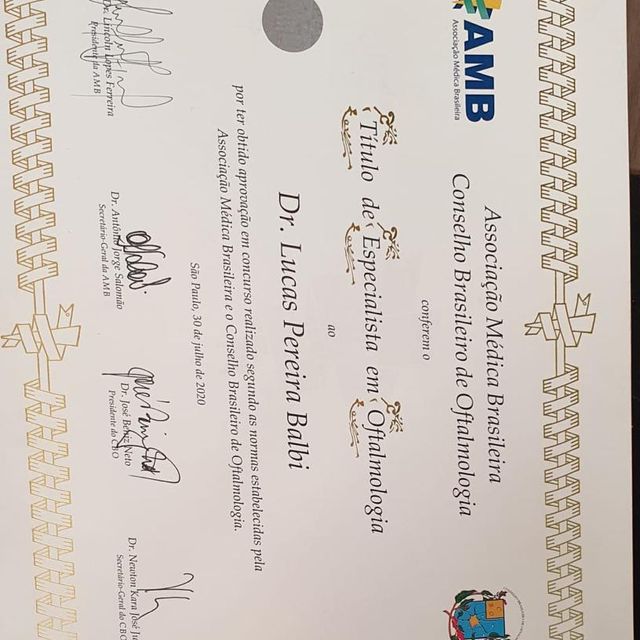 AMB
Associação Médica Brasileira
Associação Médica Brasileira
Conselho Brasileiro de Oftalmologia
conferem o
Título de Especialista em Oftalmologia
ao
Dr. Lucas Pereira Balbi
por ter obtido aprovação em concurso realizado segundo as normas estabelecidas pela
Associação Médica Brasileira e o Conselho Brasileiro de Oftalmologia.
São Paulo, 30 de julho de 2020
Dr. Lincoln Lopes Ferreira
Presidente da AMB
Dr. Antônio Jorge Salomão
Secretário-Geral da AMB
Dr. José Beniz Neto
Presidente do CBO
Dr. Newton Kara José Ju
Secretário-Geral do CBO